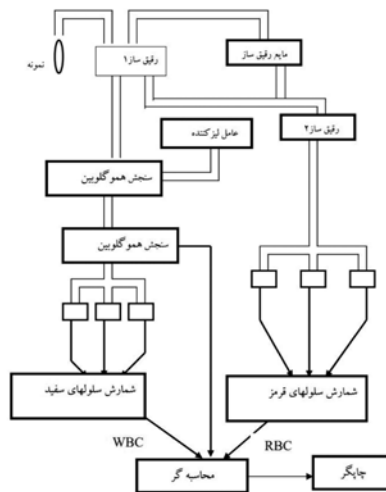 نمونه
رقیق ساز۱
مایع رقیق ساز
رقیق ساز۲
عامل لیزکننده
سنجش هموگلوبین
سنجش هموگلوبین
شمارش سلولهای سفید
شمارش سلولهای قرمز
WBC
RBC
محاسبه گر
چاپگر